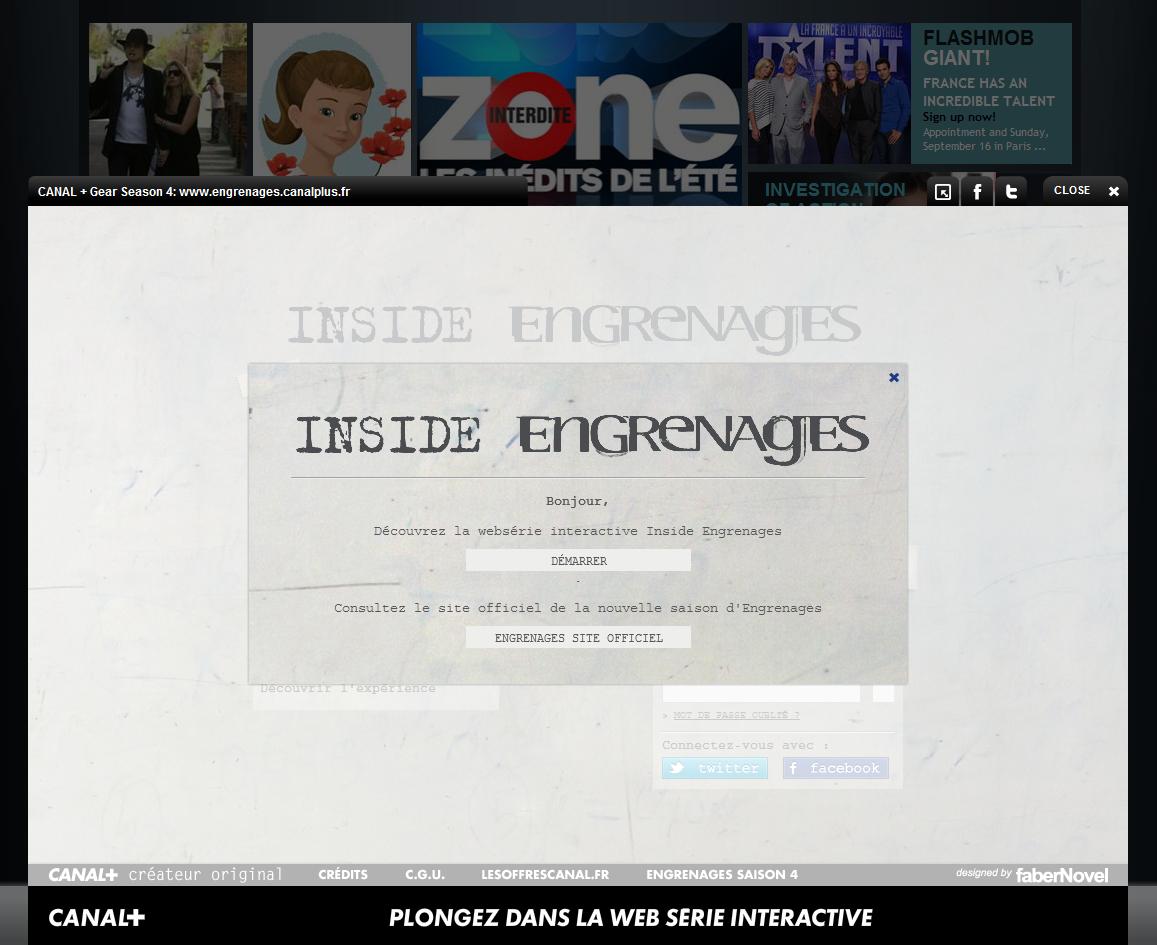 LA FRANCE A UN INCROYABLE
TALENT
FLASHMOB
GIANT!
FRANCE HAS AN
INCREDIBLE TALENT
Sign up now!
Appointment and Sunday,
September 16 in Paris ...
zone
INTERDITE
LES INÉDITS DE L'ÉTÉ
INVESTIGATION
CANAL + Gear Season 4: www.engrenages.canalplus.fr
CLOSE
INSIDE ENGRENAGES
INSIDE ENGRENAGES
Bonjour,
Découvrez la websérie interactive Inside Engrenages
DÉMARRER
.
Consultez le site officiel de la nouvelle saison d'Engrenages
ENGRENAGES SITE OFFICIEL
Découvrir l'expérience
» MOT DE PASSE OUBLIÉ ?
Connectez-vous avec :
twitter
facebook
CANAL+ créateur original CRÉDITS C.G.U. LESOFFRESCANAL.FR ENGRENAGES SAISON 4 designed by faberNovel
CANAL+ PLONGEZ DANS LA WEB SERIE INTERACTIVE